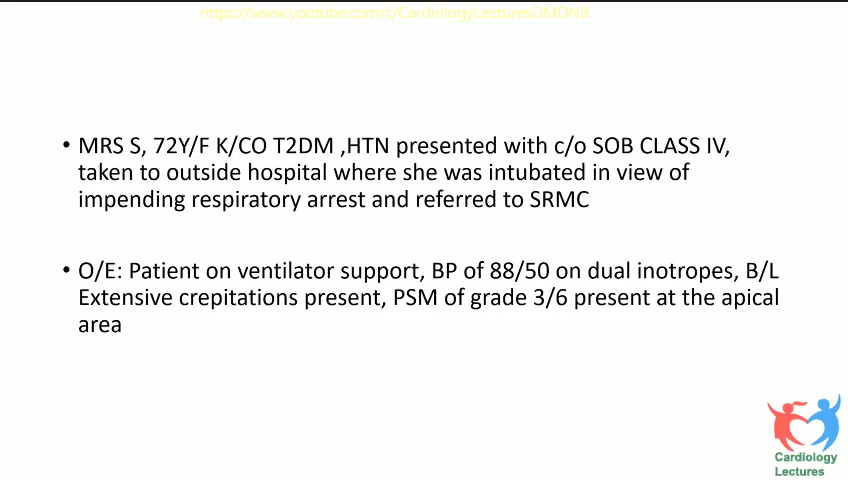 https://www.youtube.com/c/CardiologyLecturesDMDNB
• MRS S, 72Y/F K/CO T2DM ,HTN presented with c/o SOB CLASS IV,
taken to outside hospital where she was intubated in view of
impending respiratory arrest and referred to SRMC
• O/E: Patient on ventilator support, BP of 88/50 on dual inotropes, B/L
Extensive crepitations present, PSM of grade 3/6 present at the apical
area
Cardiology
Lectures